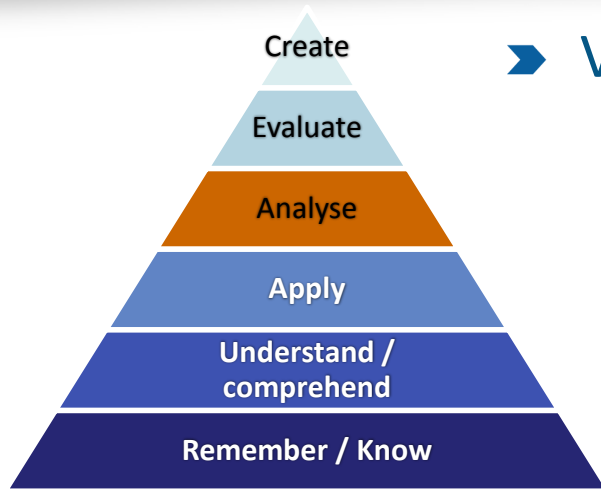 Create
Evaluate
Analyse
Apply
Understand /
comprehend
Remember / Know